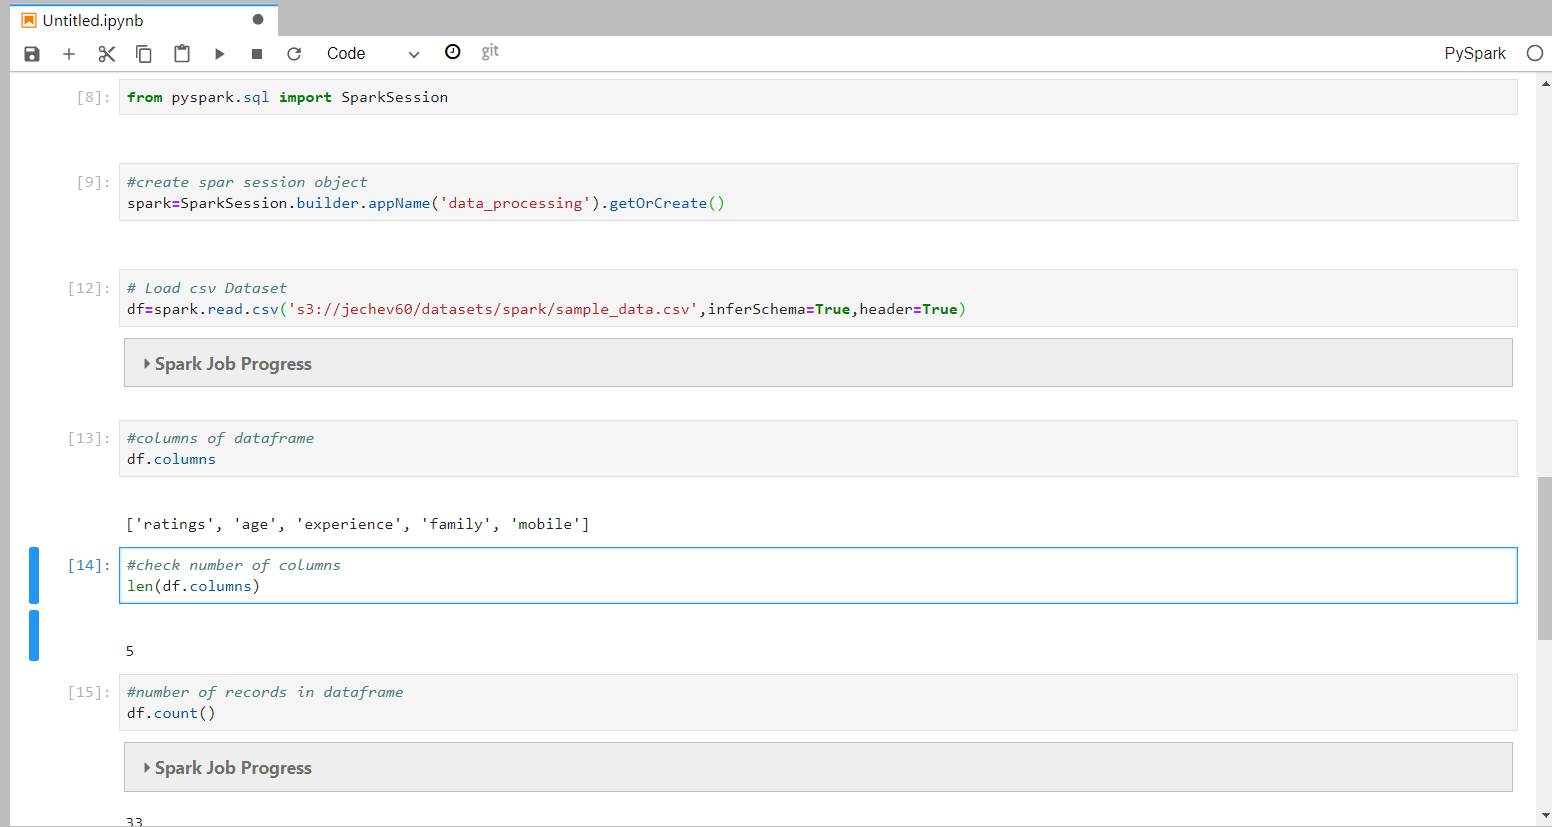 Untitled.ipynb
Code
git
PySpark
[8]:
from pyspark.sql import SparkSession
[9]:
#create spar session object
spark=SparkSession.builder.appName('data_processing').getOrCreate()
[12]:
# Load csv Dataset
df=spark.read.csv('s3://jechev60/datasets/spark/sample_data.csv',inferSchema=True,header=True)
Spark Job Progress
[13]:
#columns of dataframe
df.columns
['ratings', 'age', 'experience', 'family', 'mobile']
[14]:
#check number of columns
len(df.columns)
5
[15]:
#number of records in dataframe
df.count()
Spark Job Progress
33